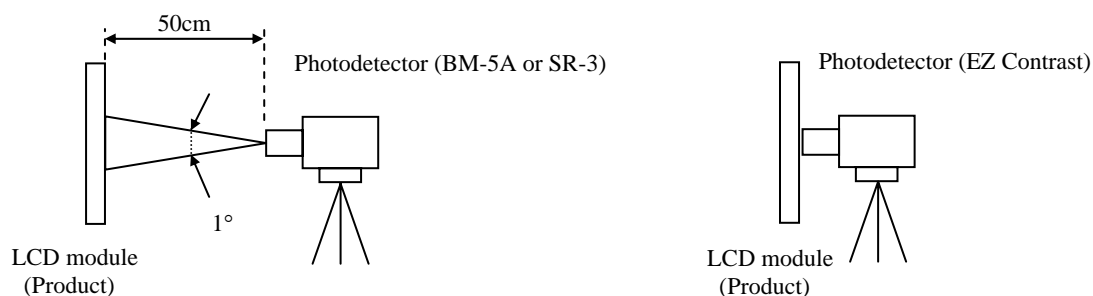 50cm
Photodetector (BM-5A or SR-3)
1°
LCD module
(Product)
Photodetector (EZ Contrast)
LCD module
(Product)